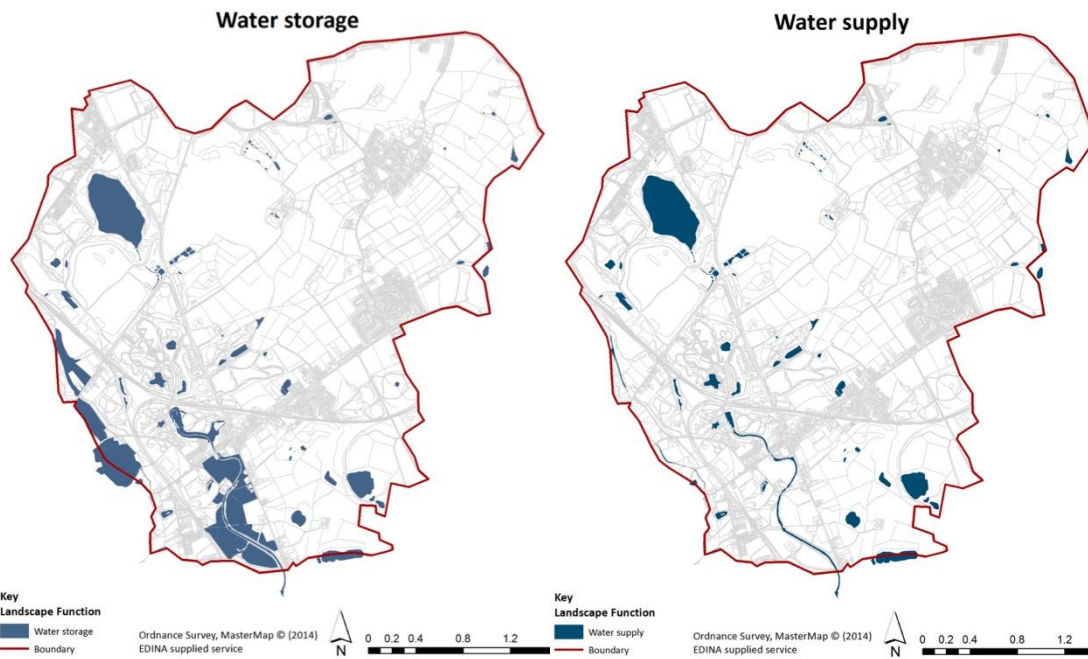 Water storage
Key
Landscape Function
Water storage
Boundary
Ordnance Survey, MasterMap © (2014)
EDINA supplied service
N
0 0.2 0.4 0.8 1.2
Water supply
Key
Landscape Function
Water supply
Boundary
Ordnance Survey, MasterMap © (2014)
EDINA supplied service
N
0 0.2 0.4 0.8 1.2